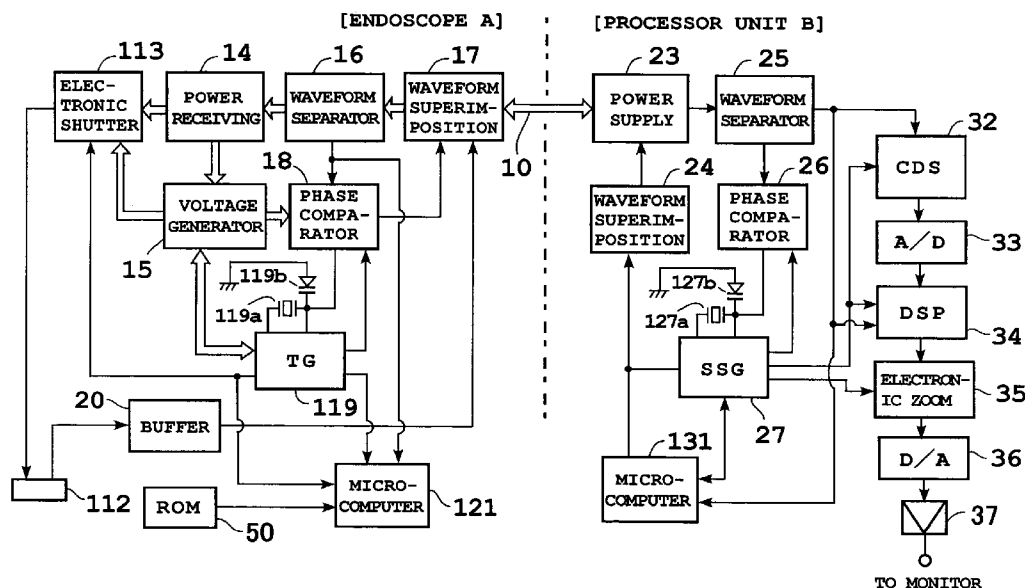 [ENDOSCOPE A]
[PROCESSOR UNIT B]
113
14
16
17
23
25
ELEC-
TRONIC
SHUTTER
POWER
RECEIVING
WAVEFORM
SEPARATOR
WAVEFORM
SUPERIM-
POSITION
POWER
SUPPLY
WAVEFORM
SEPARATOR
10
32
CDS
18
24
26
VOLTAGE
GENERATOR
PHASE
COMPA-
RATOR
WAVEFORM
SUPERIM-
POSITION
PHASE
COMPA-
RATOR
A/D
33
15
119b
119a
127b
127a
DSP
34
TG
119
SSG
27
ELECTRON-
IC ZOOM
35
20
BUFFER
131
D/A
36
112
ROM
50
MICRO-
COMPUTER
121
MICRO-
COMPUTER
37
TO MONITOR